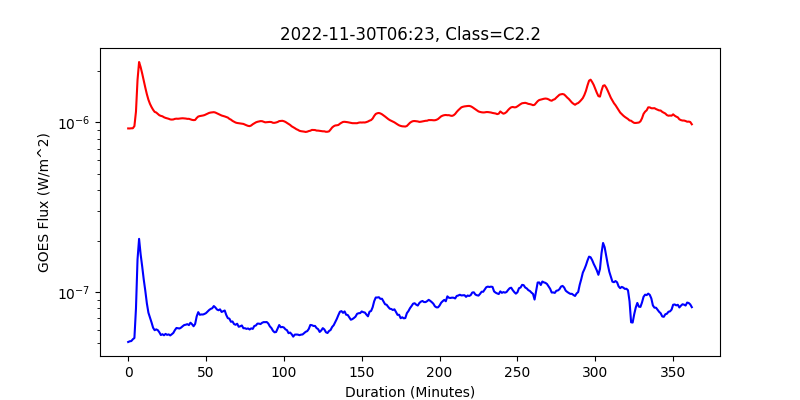 2022-11-30T06:23, Class=C2.2
GOES Flux (W/m^2)
10⁻⁶
10⁻⁷
0 50 100 150 200 250 300 350
Duration (Minutes)